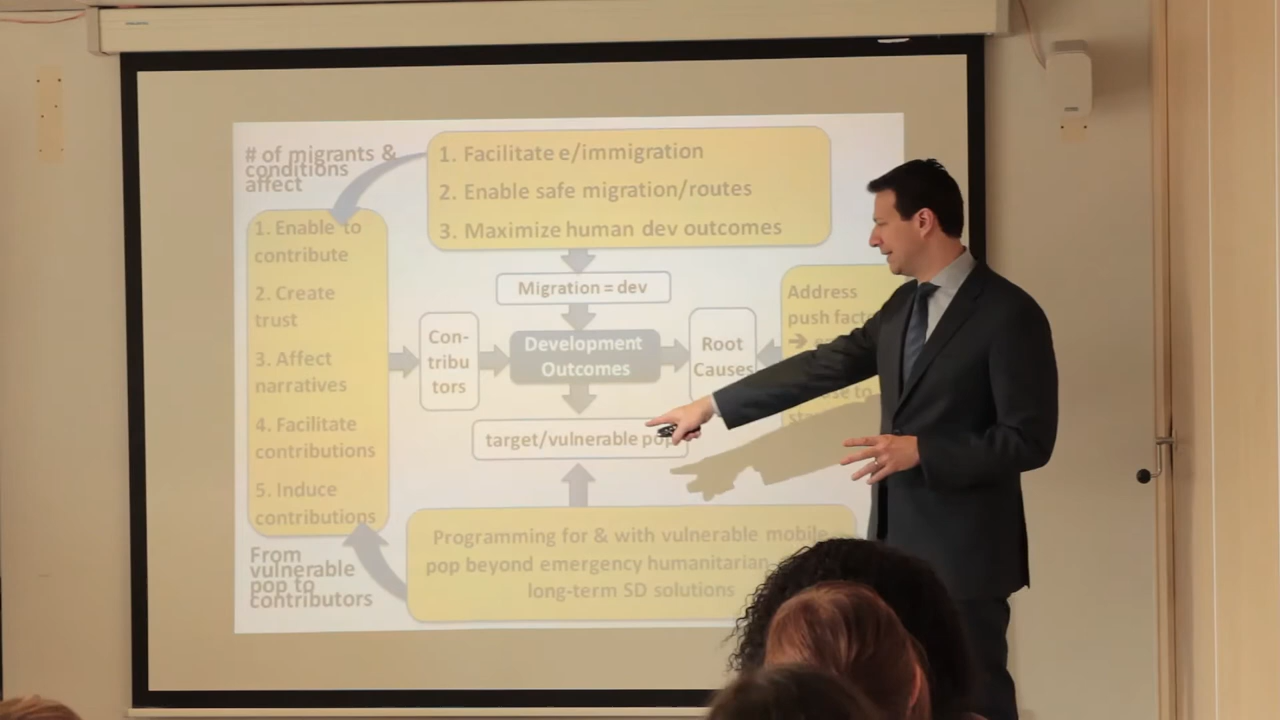 # of migrants &
conditions
affect
1. Facilitate e/immigration
2. Enable safe migration/routes
3. Maximize human dev outcomes
1. Enable to
contribute
2. Create
trust
3. Affect
narratives
4. Facilitate
contributions
5. Induce
contributions
Migration = dev
Con-
tribu
tors
Development
Outcomes
Root
Causes
Address
push
target/vulnerable pop
From
vulnerable
pop to
contributors
Programming for & with vulnerable mobile
pop beyond emergency humanitarian
long-term SD solutions